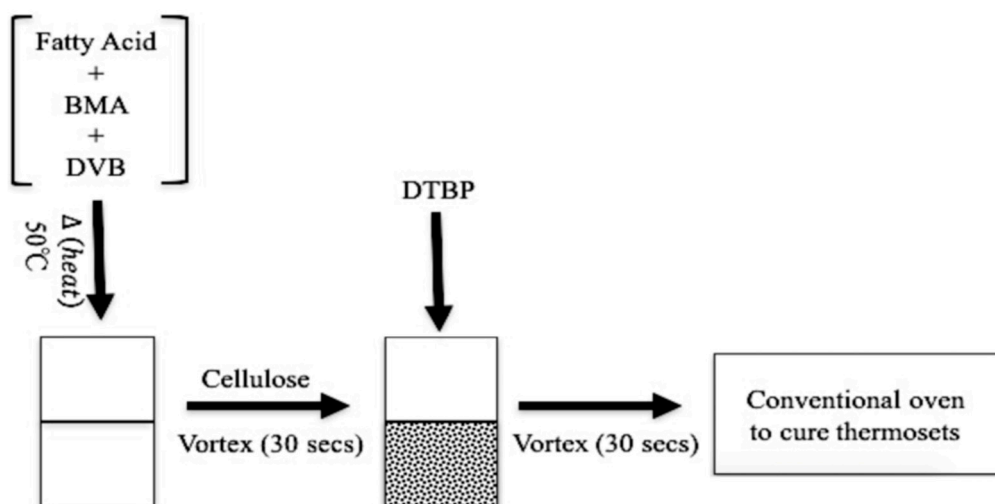 Fatty Acid
+
BMA
+
DVB
Δ (heat)
50℃
DTBP
Cellulose
Vortex (30 secs)
Vortex (30 secs)
Conventional oven
to cure thermosets